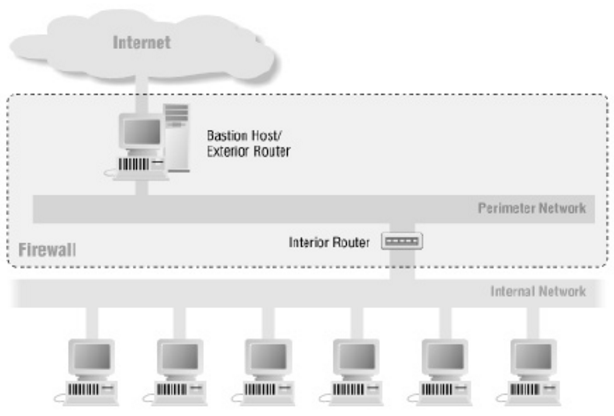 Internet
Bastion Host/
Exterior Router
Perimeter Network
Interior Router
Firewall
Internal Network